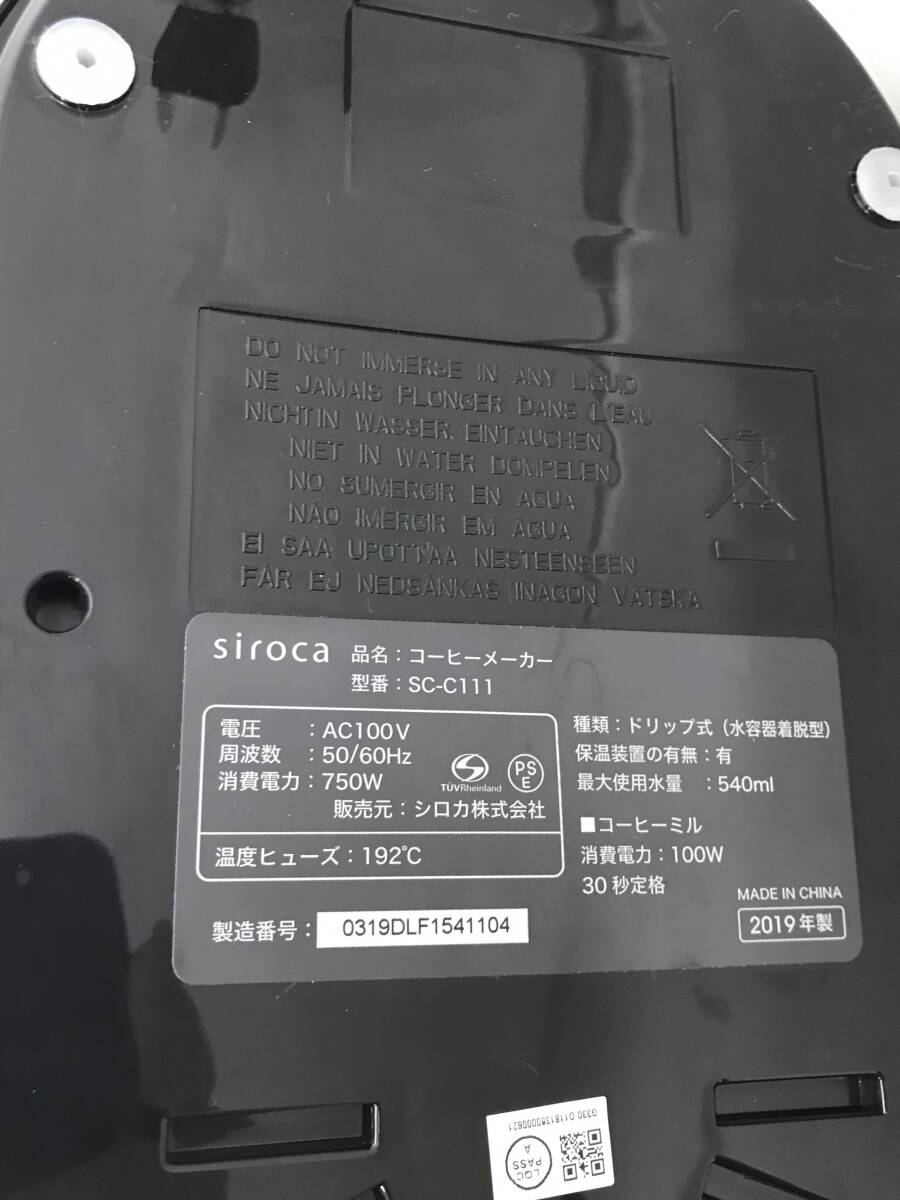 DO NOT IMMERSE IN ANY LIQUID
NE JAMAIS PLONGER DANS L'EAU
NICHT IN WASSER EINTAUCHEN
NIET IN WATER DOMPELEN
NO SUMERGIR EN AGUA
NÃO IMERGIR EM AGUA
EI SAA UPOTTAA NESTEENSEEN
FÅR EJ NEDSÄNKAS INAGON VATSKA
siroca 品名：コーヒーメーカー
型番：SC-C111
電圧 ：AC100V
周波数 ：50/60Hz
消費電力：750W
TÜVRheinland
PS
E
販売元：シロカ株式会社
温度ヒューズ：192℃
種類：ドリップ式（水容器着脱型）
保温装置の有無：有
最大使用水量 ：540ml
■コーヒーミル
消費電力：100W
30秒定格
MADE IN CHINA
2019年製
製造番号： 0319DLF1541104
LQC
PASS
A